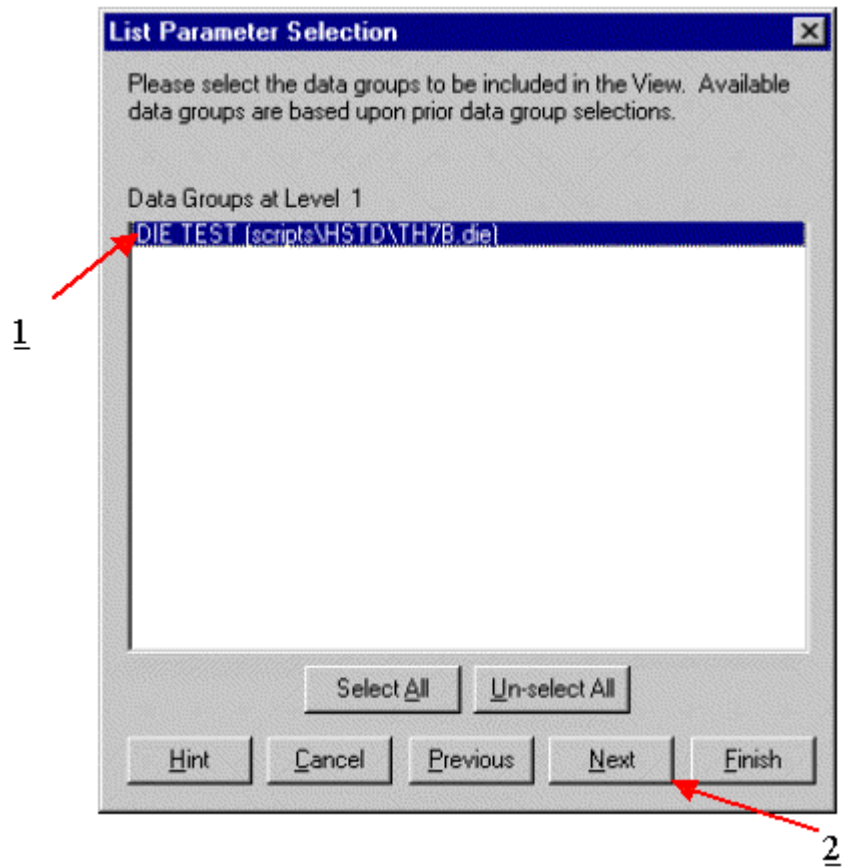 List Parameter Selection
Please select the data groups to be included in the View. Available
data groups are based upon prior data group selections.
Data Groups at Level 1
DIE TEST (scripts\HSTD\TH7B.die)
1
Select All
Un-select All
Hint
Cancel
Previous
Next
Finish
2